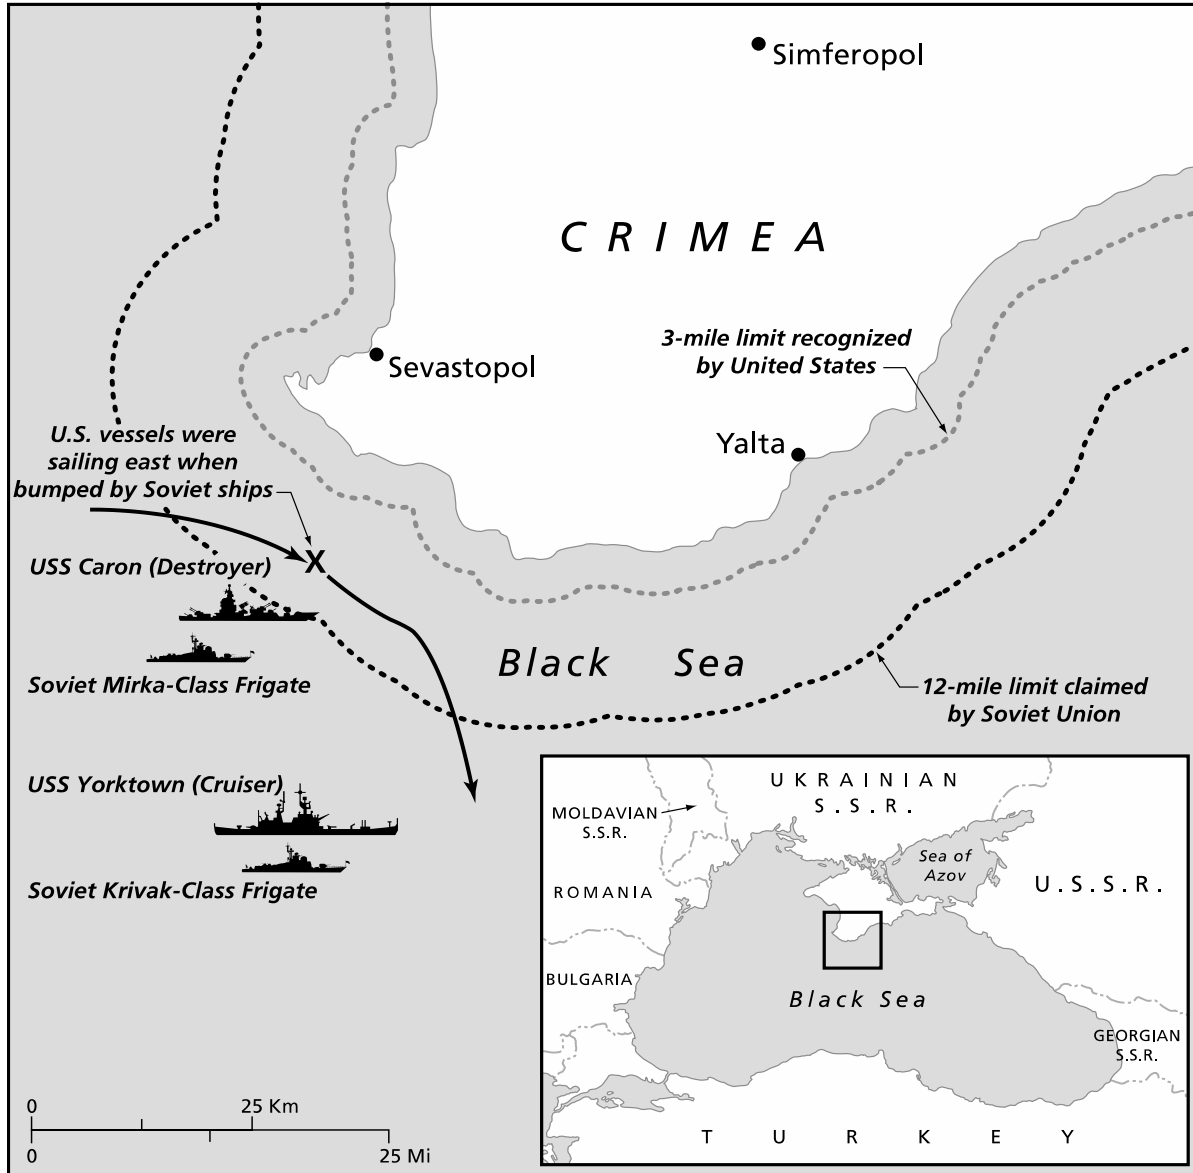 Simferopol
CRIMEA
3-mile limit recognized
by United States
Sevastopol
Yalta
U.S. vessels were
sailing east when
bumped by Soviet ships
X
USS Caron (Destroyer)
Soviet Mirka-Class Frigate
Black Sea
12-mile limit claimed
by Soviet Union
USS Yorktown (Cruiser)
Soviet Krivak-Class Frigate
0 25 Km
0 25 Mi
UKRAINIAN
S.S.R.
MOLDAVIAN
S.S.R.
Sea of
Azov
ROMANIA
U.S.S.R.
BULGARIA
Black Sea
GEORGIAN
S.S.R.
TURKEY